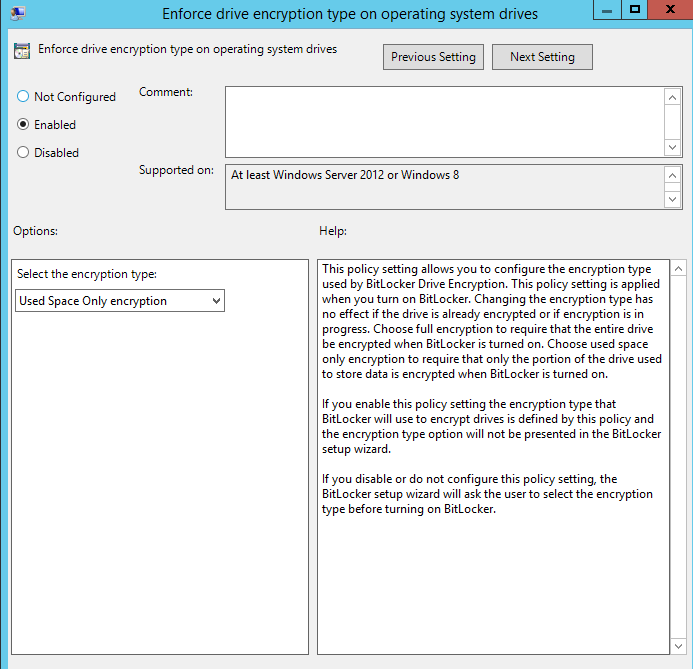 Enforce drive encryption type on operating system drives
Enforce drive encryption type on operating system drives
Previous Setting
Next Setting
Not Configured
Comment:
Enabled
Disabled
Supported on:
At least Windows Server 2012 or Windows 8
Options:
Help:
Select the encryption type:
Used Space Only encryption
This policy setting allows you to configure the encryption type
used by BitLocker Drive Encryption. This policy setting is applied
when you turn on BitLocker. Changing the encryption type has
no effect if the drive is already encrypted or if encryption is in
progress. Choose full encryption to require that the entire drive
be encrypted when BitLocker is turned on. Choose used space
only encryption to require that only the portion of the drive used
to store data is encrypted when BitLocker is turned on.
If you enable this policy setting the encryption type that
BitLocker will use to encrypt drives is defined by this policy and
the encryption type option will not be presented in the BitLocker
setup wizard.
If you disable or do not configure this policy setting, the
BitLocker setup wizard will ask the user to select the encryption
type before turning on BitLocker.